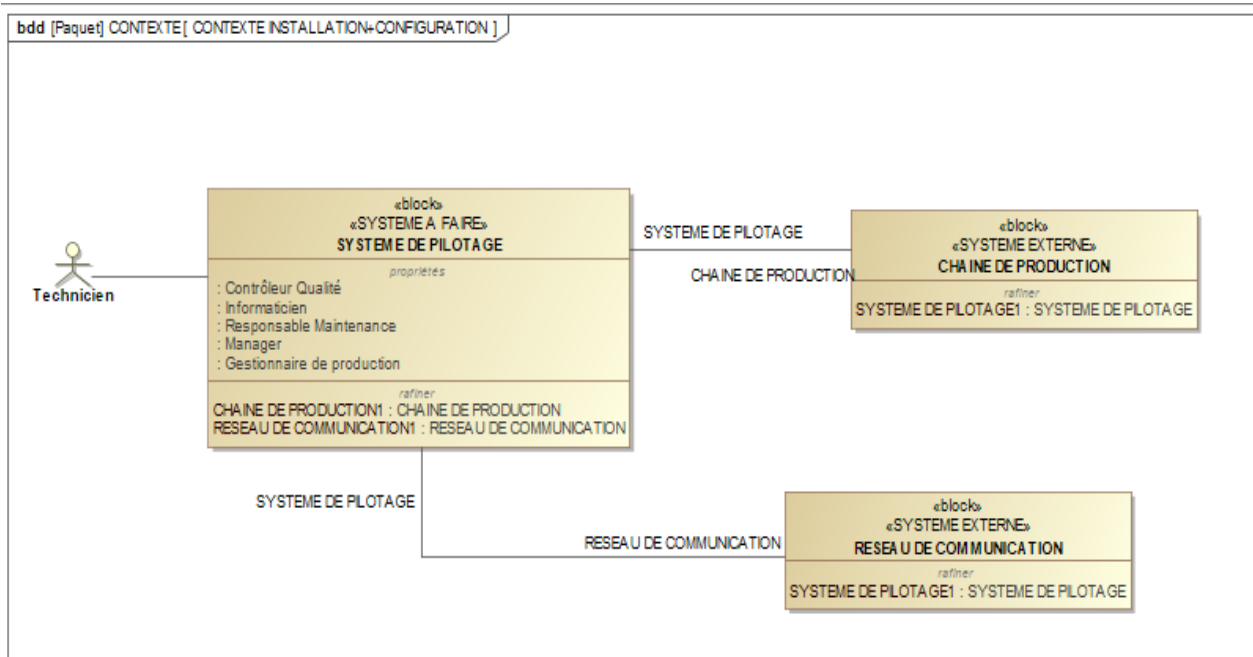 bdd [Paquet] CONTEXTE [ CONTEXTE INSTALLATION+CONFIGURATION ]
Technicien
«block»
«SYSTEME A FAIRE»
SYSTEME DE PILOTAGE
propriétés
: Contrôleur Qualité
: Informaticien
: Responsable Maintenance
: Manager
: Gestionnaire de production
rafiner
CHAINE DE PRODUCTION1 : CHAINE DE PRODUCTION
RESEAU DE COMMUNICATION1 : RESEAU DE COMMUNICATION
SYSTEME DE PILOTAGE
CHAINE DE PRODUCTION
«block»
«SYSTEME EXTERNE»
CHAINE DE PRODUCTION
rafiner
SYSTEME DE PILOTAGE1 : SYSTEME DE PILOTAGE
SYSTEME DE PILOTAGE
RESEAU DE COMMUNICATION
«block»
«SYSTEME EXTERNE»
RESEAU DE COMMUNICATION
rafiner
SYSTEME DE PILOTAGE1 : SYSTEME DE PILOTAGE